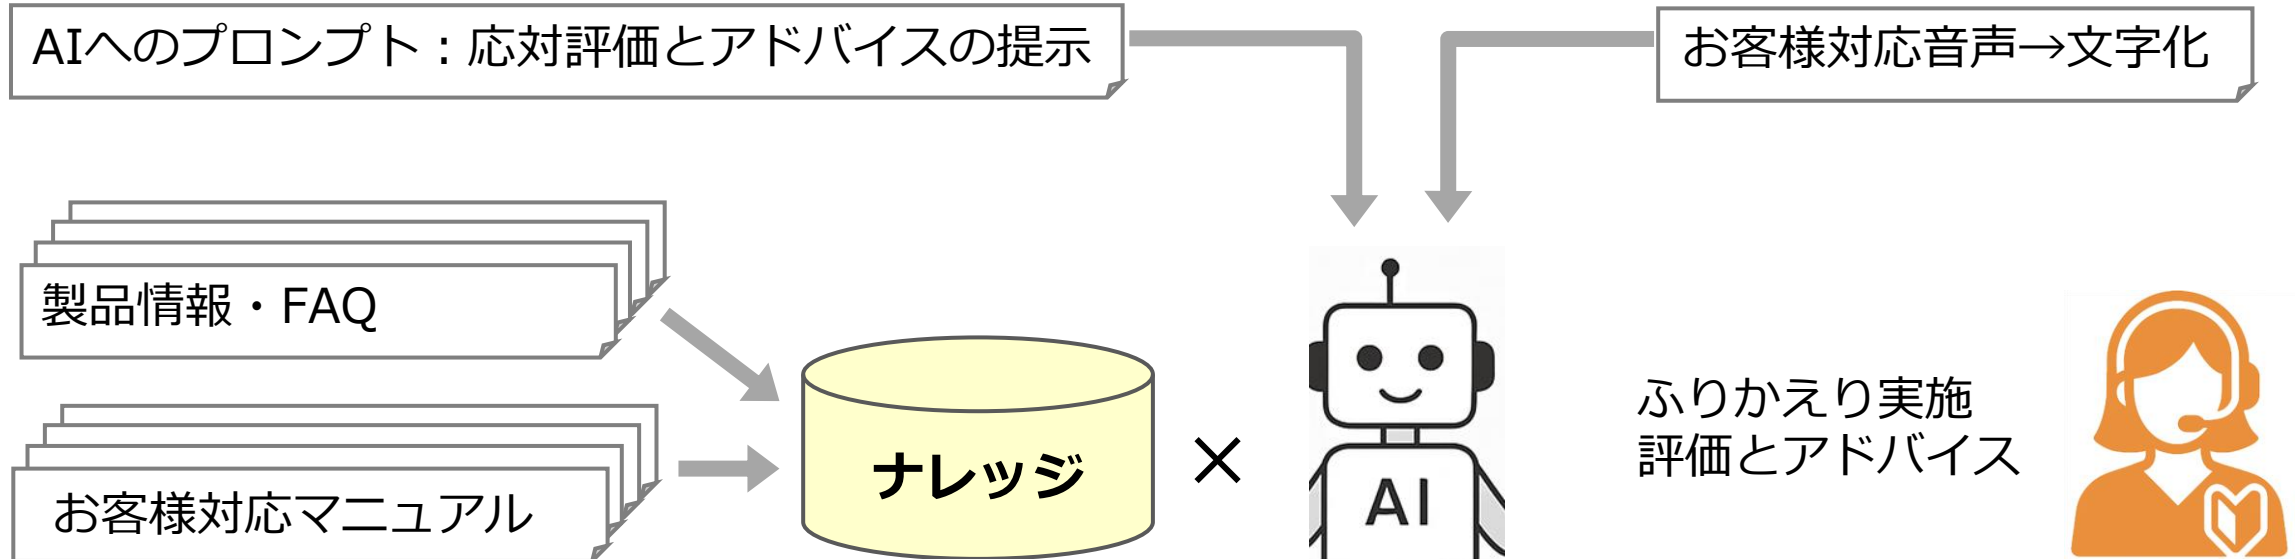 AIへのプロンプト：応対評価とアドバイスの提示
お客様対応音声→文字化
製品情報・FAQ
お客様対応マニュアル
ナレッジ
×
AI
ふりかえり実施
評価とアドバイス